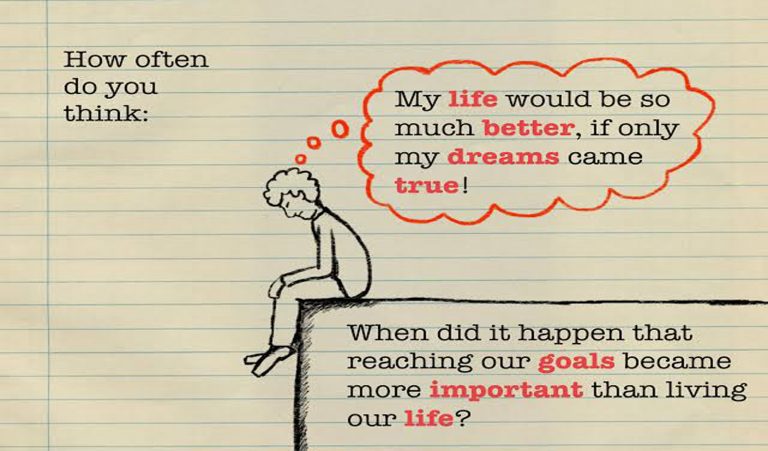 How often
do you
think:
My life would be so
much better, if only
my dreams came
true!
When did it happen that
reaching our goals became
more important than living
our life?